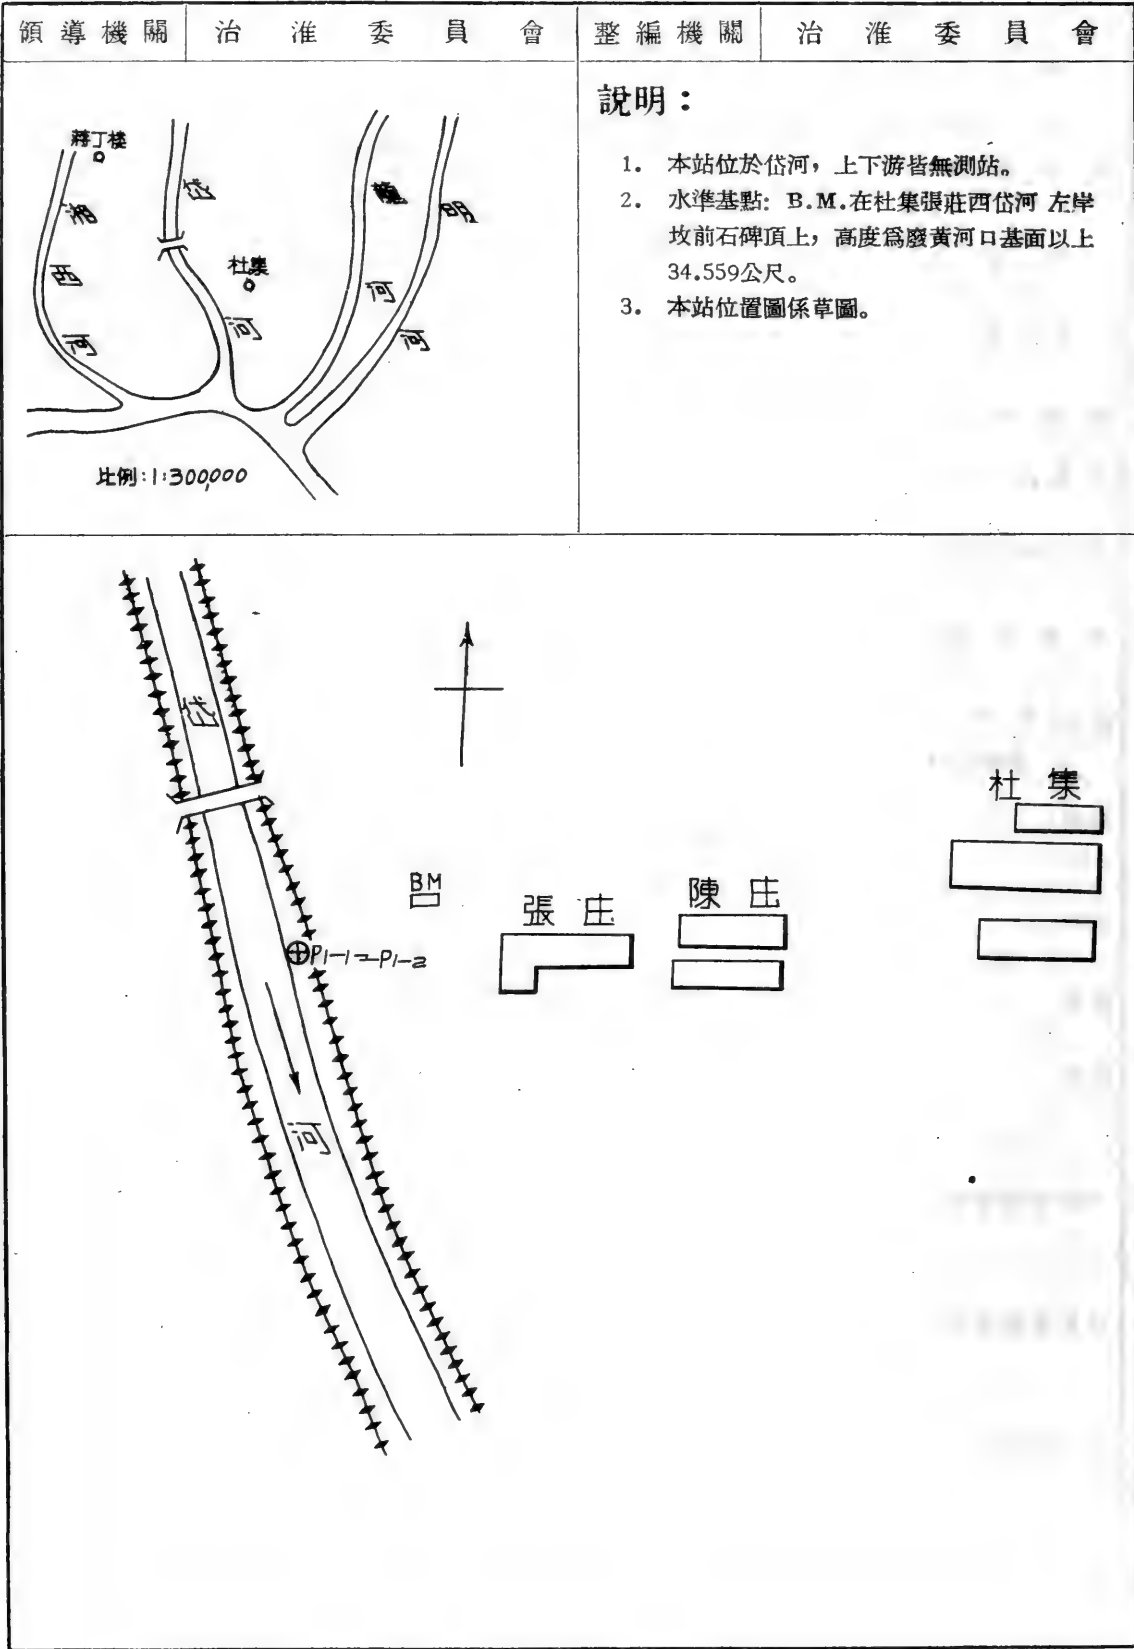 領導機關 治淮委員會 整編機關 治淮委員會
蔣丁樓
湘西河
岱河
杜集
龍河
明河
比例:1:300,000
說明：
1. 本站位於岱河，上下游皆無測站。
2. 水準基點: B.M.在杜集張莊西岱河左岸
坟前石碑頂上，高度爲廢黃河口基面以上
34.559公尺。
3. 本站位置圖係草圖。
岱河
BM
P1-1=P1-2
張庄
陳庄
杜集